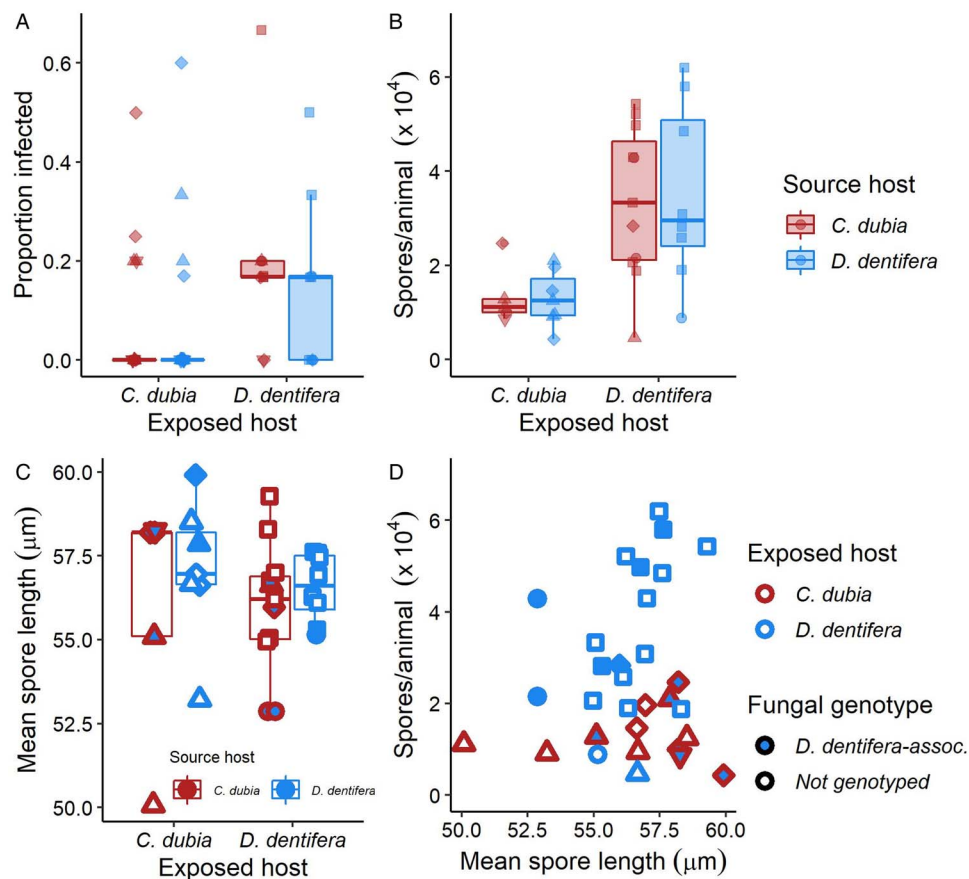 A
Proportion infected
0.6
0.4
0.2
0.0
C. dubia
D. dentifera
Exposed host
B
Spores/animal (x 10⁴)
6
4
2
0
C. dubia
D. dentifera
Exposed host
Source host
C. dubia
D. dentifera
C
Mean spore length (μm)
60.0
57.5
55.0
52.5
50.0
Source host
C. dubia
D. dentifera
C. dubia
D. dentifera
Exposed host
D
Spores/animal (x 10⁴)
6
4
2
0
50.0 52.5 55.0 57.5 60.0
Mean spore length (μm)
Exposed host
C. dubia
D. dentifera
Fungal genotype
D. dentifera-assoc.
Not genotyped